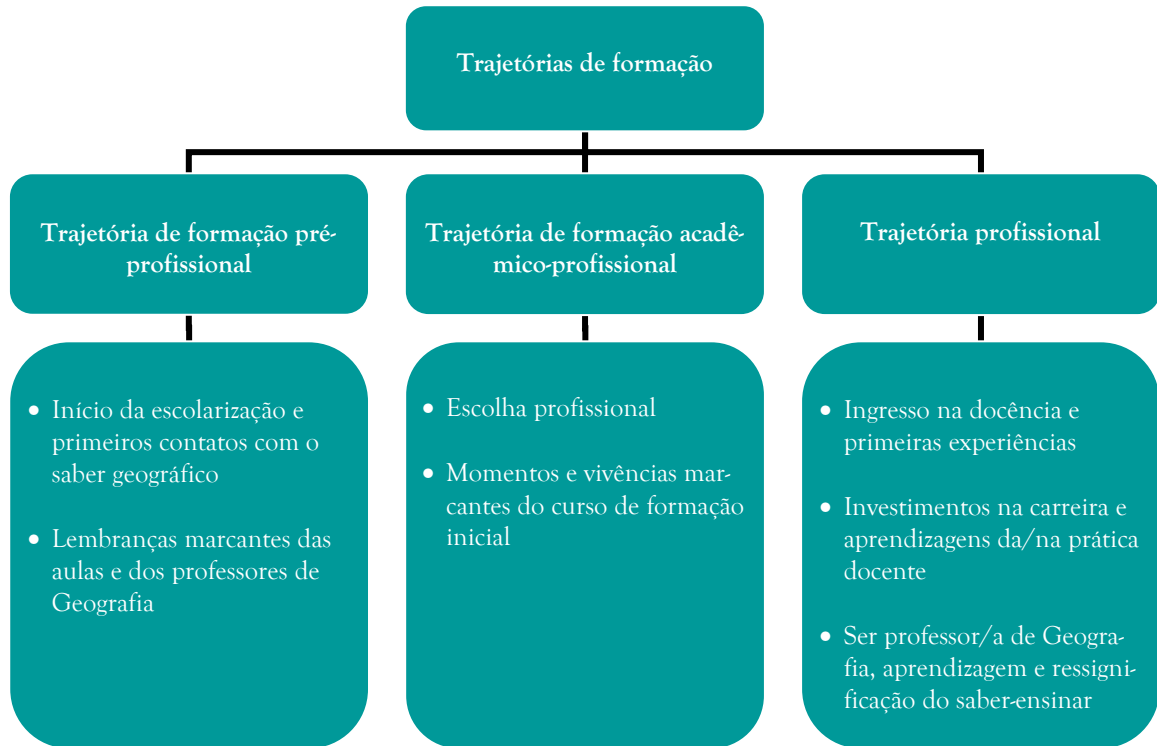 Trajetórias de formação
Trajetória de formação pré-
profissional
Trajetória de formação acadê-
mico-profissional
Trajetória profissional
• Início da escolarização e
primeiros contatos com o
saber geográfico
• Lembranças marcantes das
aulas e dos professores de
Geografia
• Escolha profissional
• Momentos e vivências mar-
cantes do curso de formação
inicial
• Ingresso na docência e
primeiras experiências
• Investimentos na carreira e
aprendizagens da/na prática
docente
• Ser professor/a de Geogra-
fia, aprendizagem e ressigni-
ficação do saber-ensinar